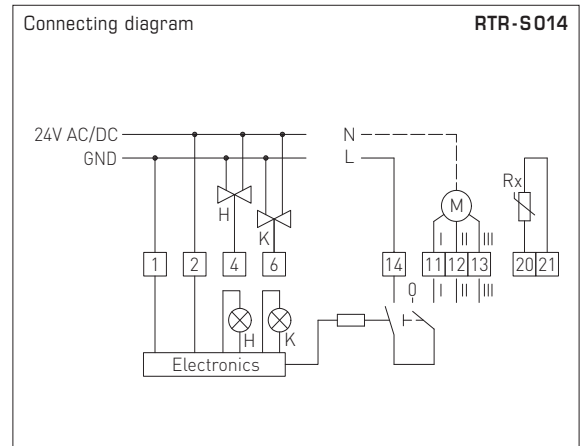 Connecting diagram RTR-S014
24V AC/DC N
GND L
Rx
H M
K I II III
1 2 4 6 14 11 12 13 20 21
0 I II III
H K
Electronics